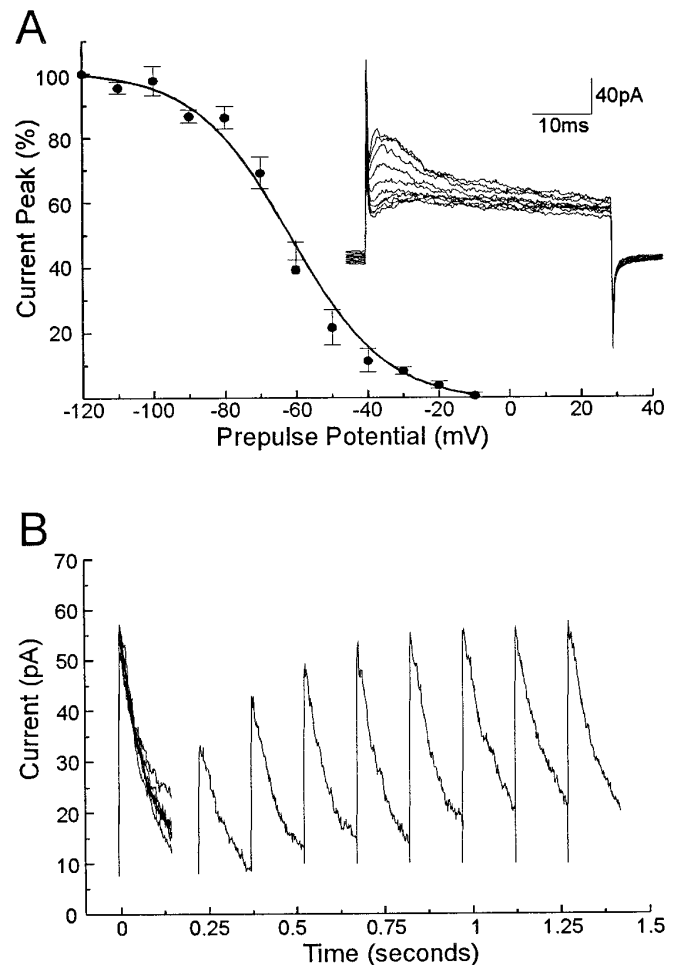 A
Current Peak (%)
100
80
60
40
20
40pA
10ms
-120 -100 -80 -60 -40 -20 0 20 40
Prepulse Potential (mV)
B
Current (pA)
70
60
50
40
30
20
10
0
0 0.25 0.5 0.75 1 1.25 1.5
Time (seconds)